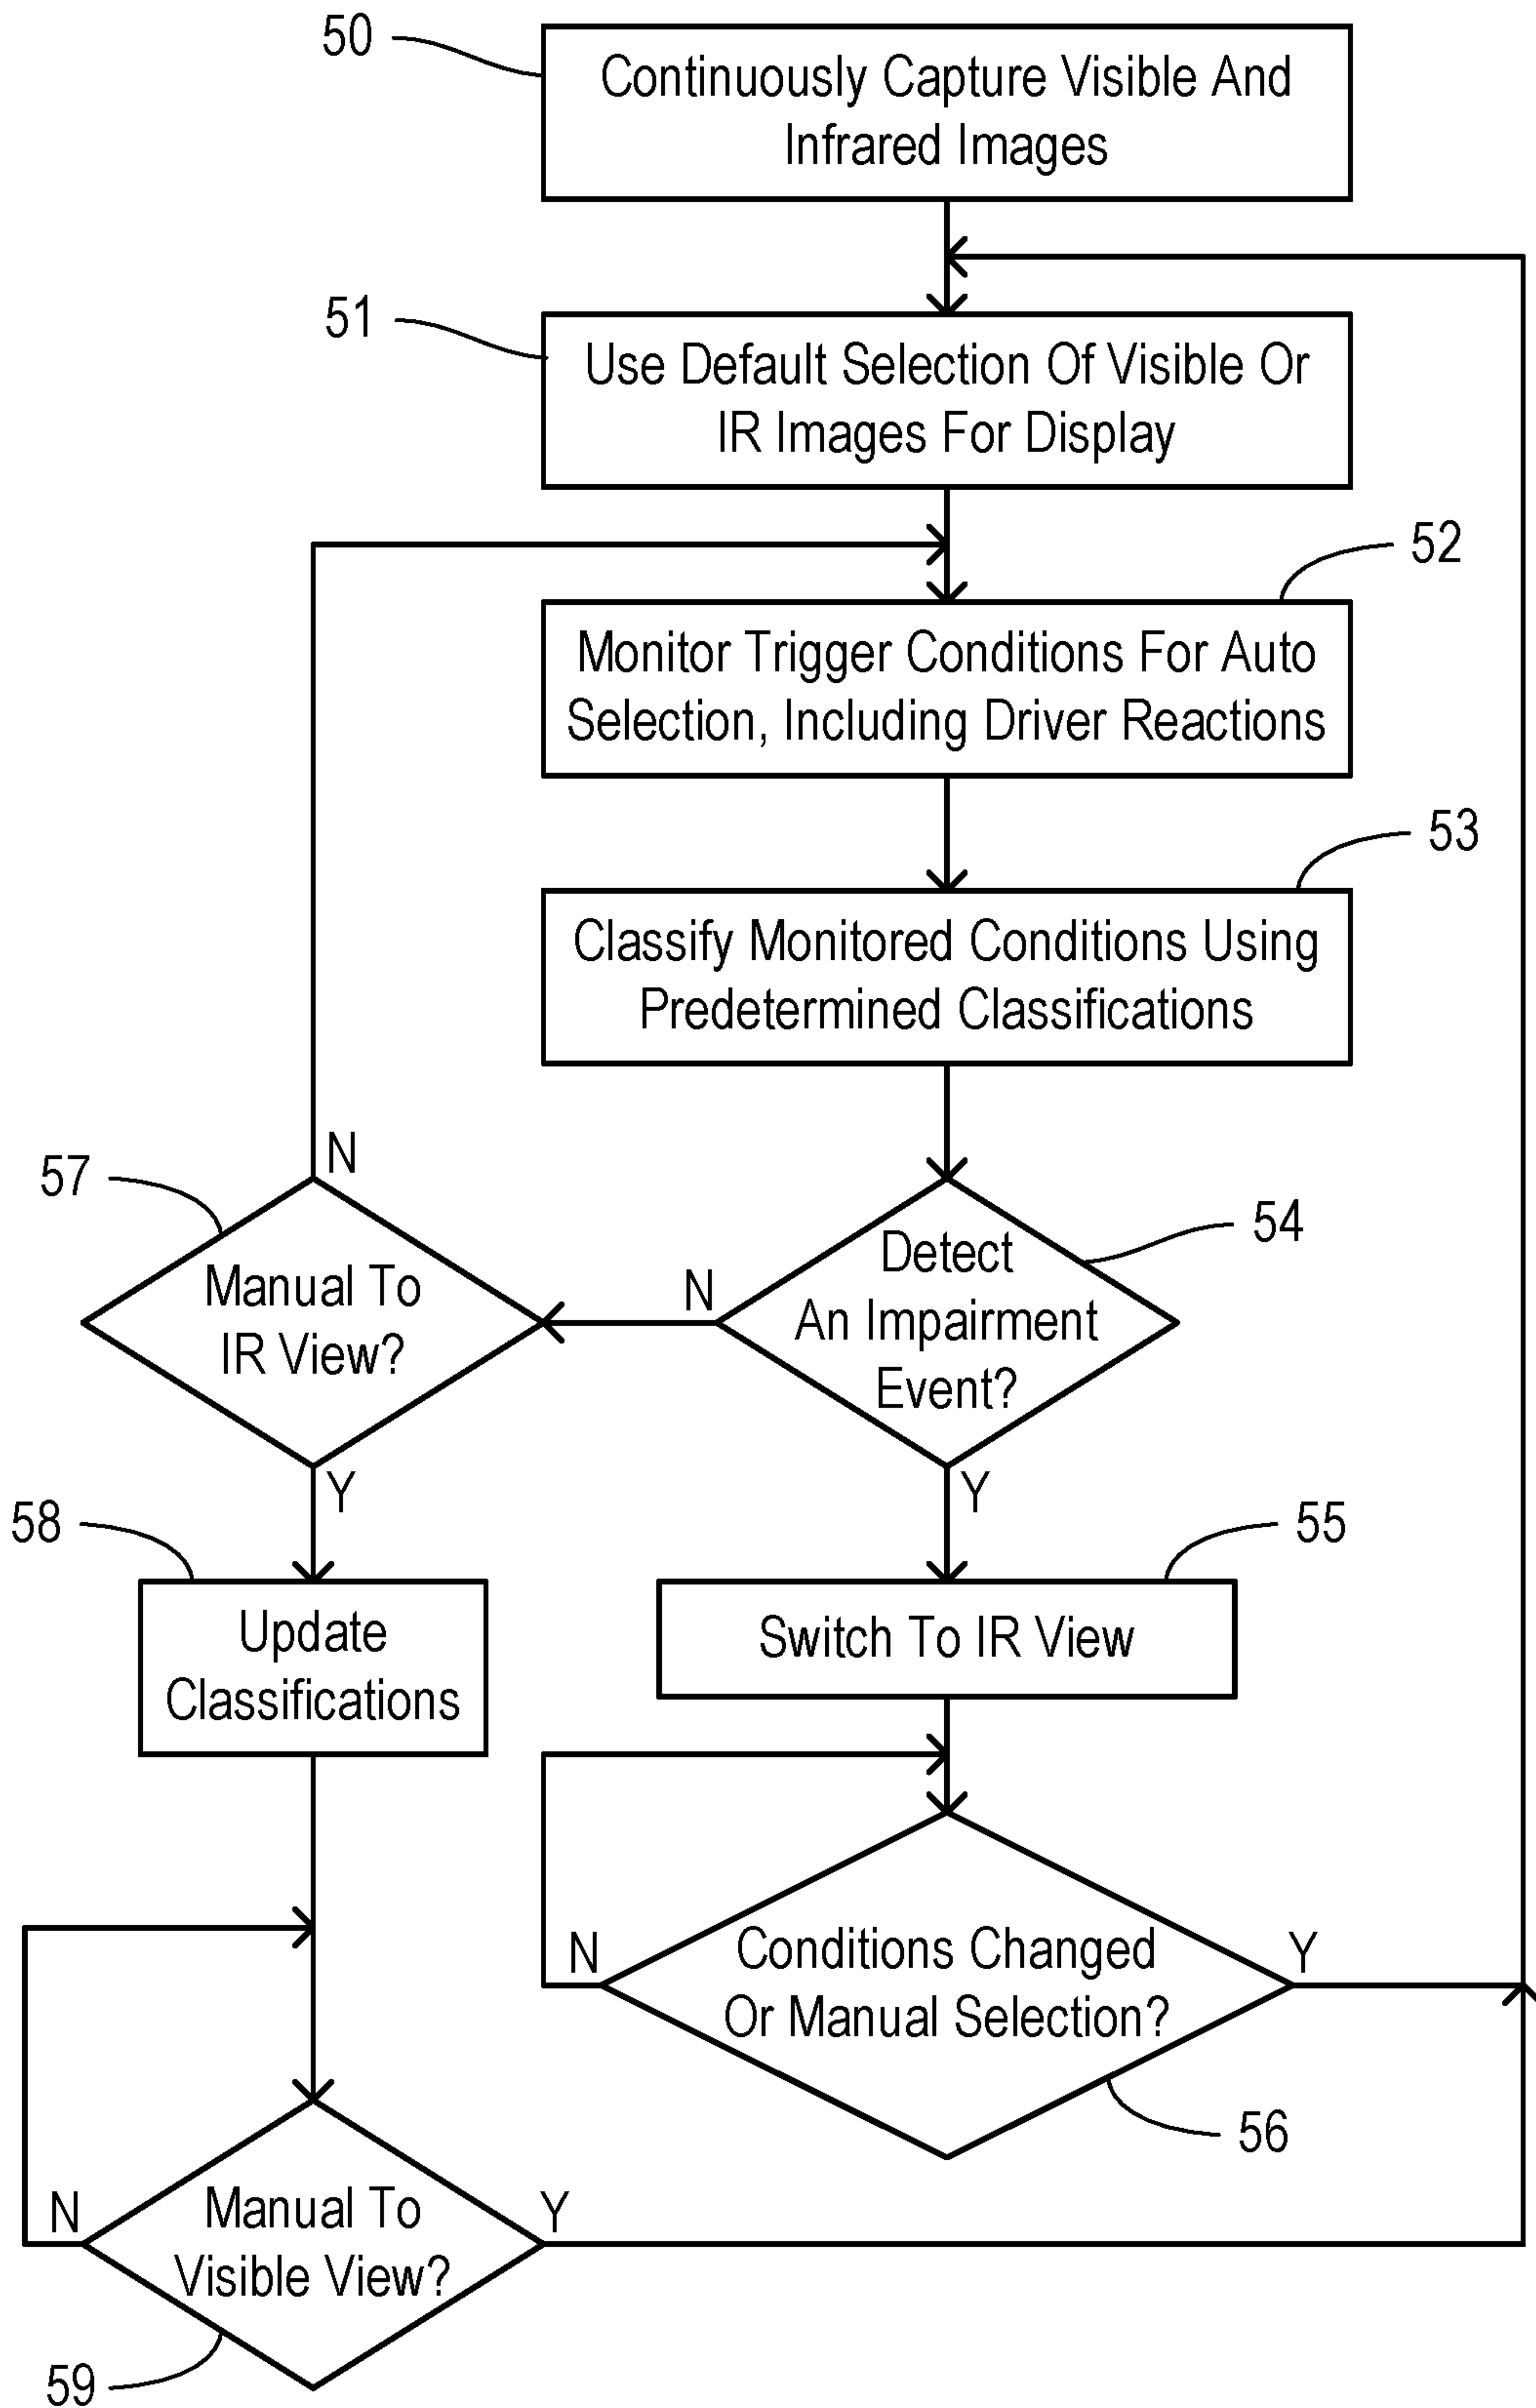 50
Continuously Capture Visible And
Infrared Images
51
Use Default Selection Of Visible Or
IR Images For Display
52
Monitor Trigger Conditions For Auto
Selection, Including Driver Reactions
53
Classify Monitored Conditions Using
Predetermined Classifications
N
57
Manual To
IR View?
Y
N
54
Detect
An Impairment
Event?
Y
58
Update
Classifications
55
Switch To IR View
N
Conditions Changed
Or Manual Selection?
Y
56
N
Manual To
Visible View?
Y
59